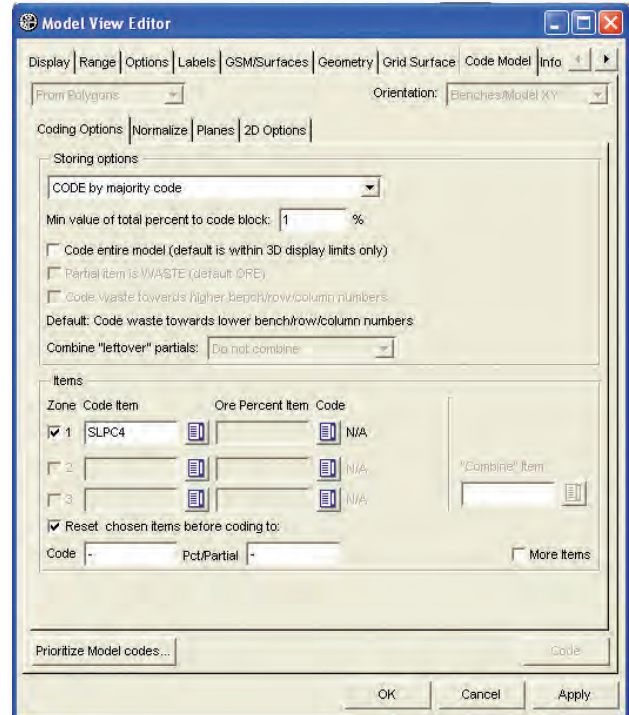 Model View Editor
Display Range Options Labels GSM/Surfaces Geometry Grid Surface Code Model Info
From Polygons Orientation: Benches/Model XY
Coding Options Normalize Planes 2D Options
Storing options
CODE by majority code
Min value of total percent to code block: 1 %
Code entire model (default is within 3D display limits only)
Partial item is WASTE (default ORE)
Code Waste towards higher bench/row/column numbers
Default: Code waste towards lower bench/row/column numbers
Combine "leftover" partials: Do not combine
Items
Zone Code Item Ore Percent Item Code
1 SLPC4 N/A
2 N/A "Combine" Item
3 N/A
Reset chosen items before coding to:
Code - Pct/Partial - More Items
Prioritize Model codes... Code
OK Cancel Apply